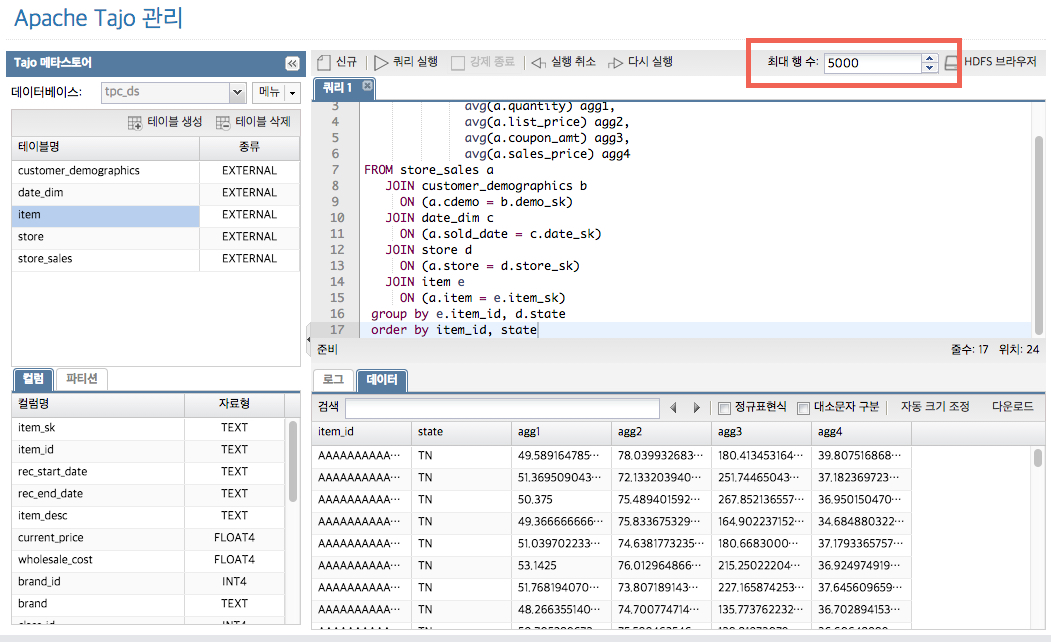 Apache Tajo 관리
Tajo 메타스토어
데이터베이스: tpc_ds 메뉴
테이블 생성 테이블 삭제
테이블명 종류
customer_demographics EXTERNAL
date_dim EXTERNAL
item EXTERNAL
store EXTERNAL
store_sales EXTERNAL
컬럼 파티션
컬럼명 자료형
item_sk TEXT
item_id TEXT
rec_start_date TEXT
rec_end_date TEXT
item_desc TEXT
current_price FLOAT4
wholesale_cost FLOAT4
brand_id INT4
brand TEXT
신규 쿼리 실행 강제 종료 실행 취소 다시 실행 최대 행 수: 5000 HDFS 브라우저
쿼리 1
3 avg(a.quantity) agg1,
4 avg(a.list_price) agg2,
5 avg(a.coupon_amt) agg3,
6 avg(a.sales_price) agg4
7 FROM store_sales a
8 JOIN customer_demographics b
9 ON (a.cdemo = b.demo_sk)
10 JOIN date_dim c
11 ON (a.sold_date = c.date_sk)
12 JOIN store d
13 ON (a.store = d.store_sk)
14 JOIN item e
15 ON (a.item = e.item_sk)
16 group by e.item_id, d.state
17 order by item_id, state
준비 줄수: 17 위치: 24
로그 데이터
검색 정규표현식 대소문자 구분 자동 크기 조정 다운로드
item_id state agg1 agg2 agg3 agg4
AAAAAAAAAA… TN 49.589164785… 78.039932683… 180.413453164… 39.807516868…
AAAAAAAAAA… TN 51.369509043… 72.133203940… 251.74465043… 37.182369723…
AAAAAAAAAA… TN 50.375 75.489401592… 267.852136557… 36.950150470…
AAAAAAAAAA… TN 49.366666666… 75.833675329… 164.902237152… 34.684880322…
AAAAAAAAAA… TN 51.039702233… 74.6381773235… 180.6683000… 37.1793365757…
AAAAAAAAAA… TN 53.1425 76.012964866… 215.25022204… 36.924974919…
AAAAAAAAAA… TN 51.768194070… 73.807189143… 227.165874253… 37.645609659…
AAAAAAAAAA… TN 48.266355140… 74.700774714… 135.773762232… 36.702894153…